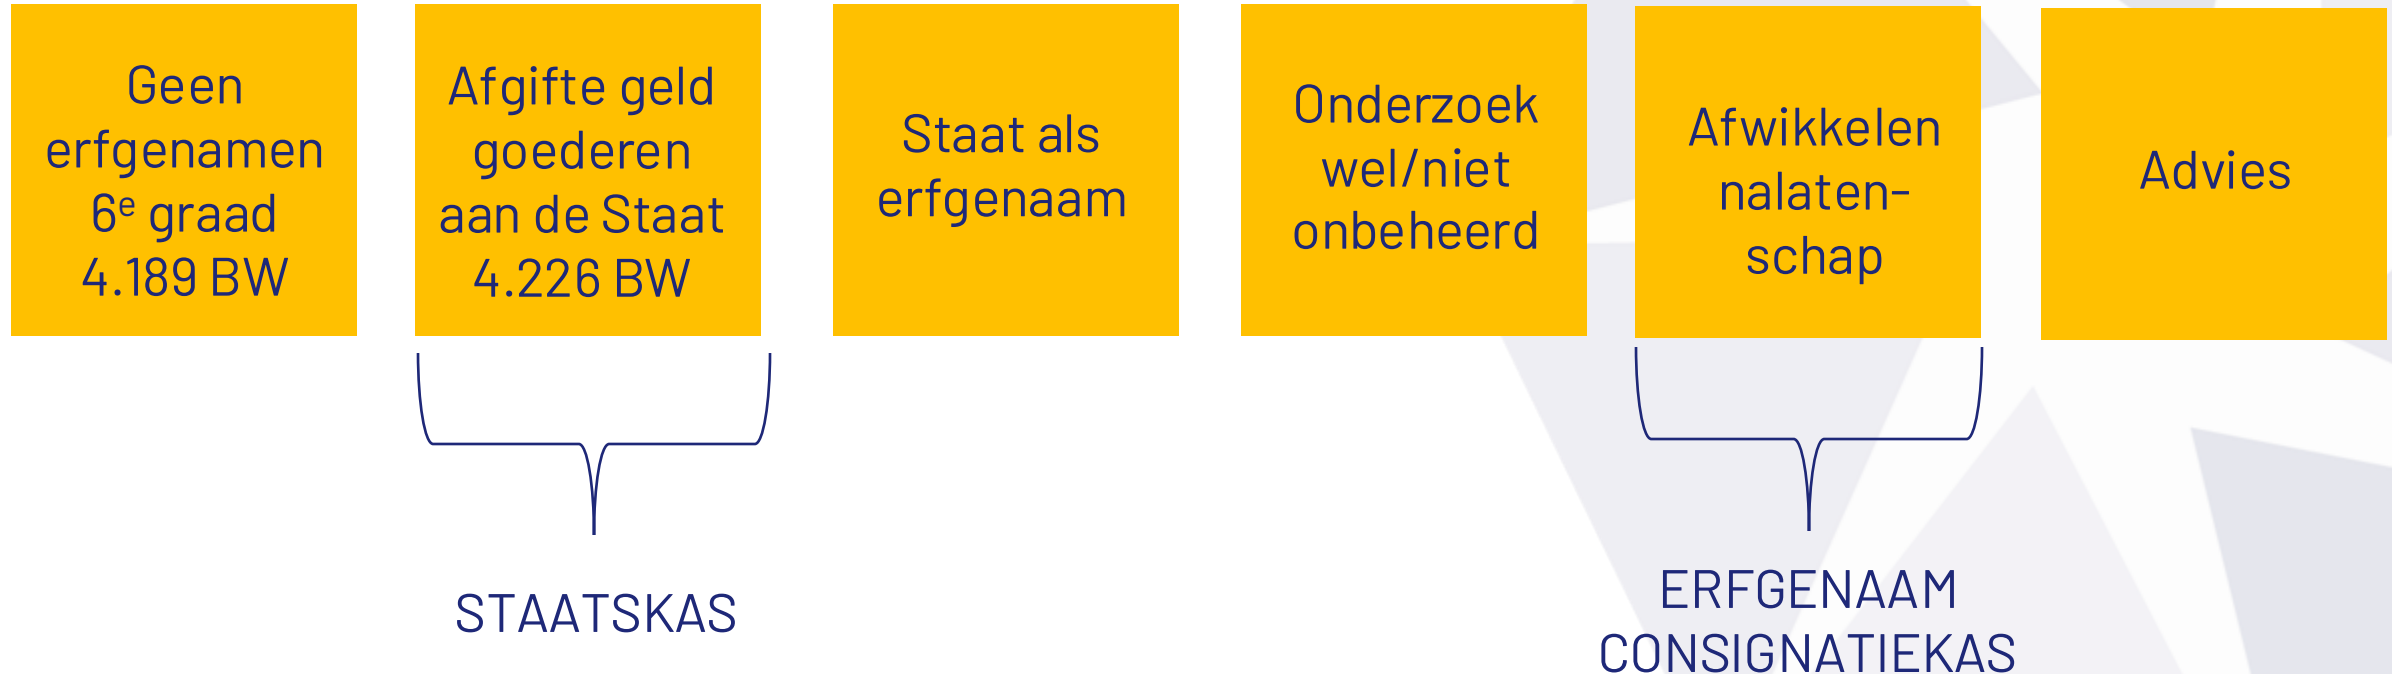 Geen
erfgenamen
6e graad
4.189 BW
Afgifte geld
goederen
aan de Staat
4.226 BW
Staat als
erfgenaam
Onderzoek
wel/niet
onbeheerd
Afwikkelen
nalaten-
schap
Advies
STAATSKAS
ERFGENAAM
CONSIGNATIEKAS